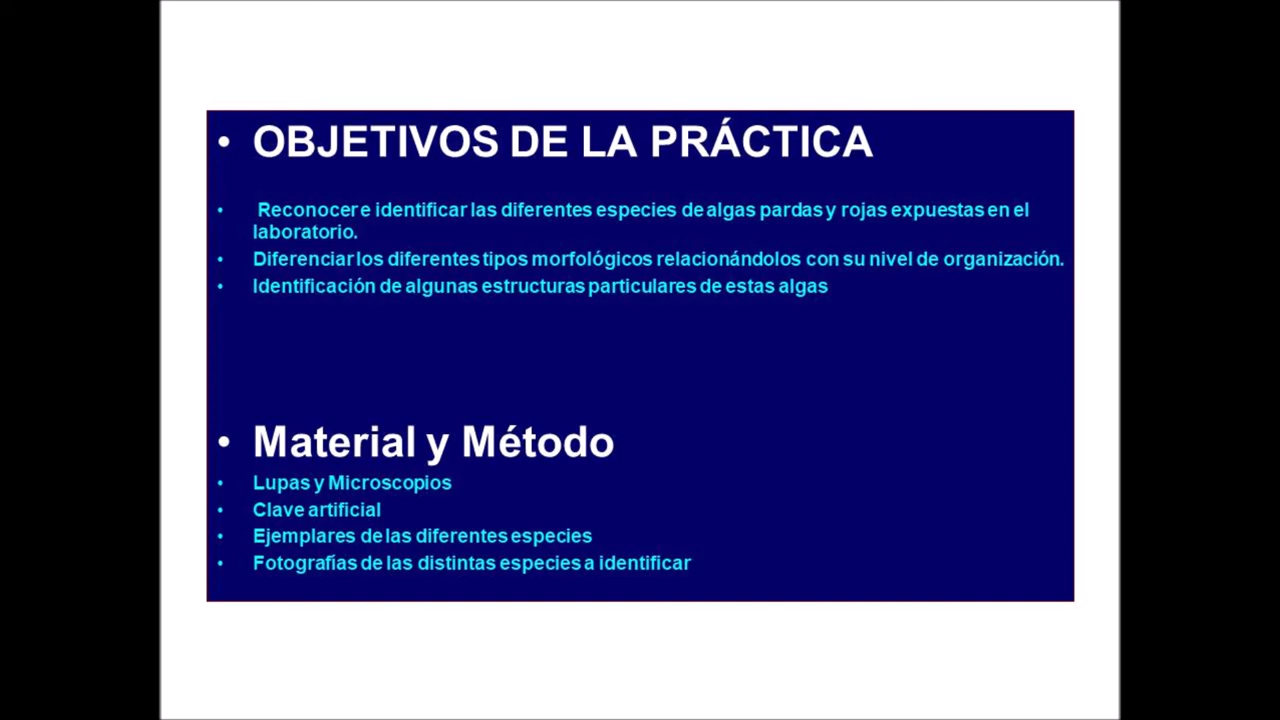 • OBJETIVOS DE LA PRÁCTICA
• Reconocer e identificar las diferentes especies de algas pardas y rojas expuestas en el
laboratorio.
• Diferenciar los diferentes tipos morfológicos relacionándolos con su nivel de organización.
• Identificación de algunas estructuras particulares de estas algas
• Material y Método
• Lupas y Microscopios
• Clave artificial
• Ejemplares de las diferentes especies
• Fotografías de las distintas especies a identificar